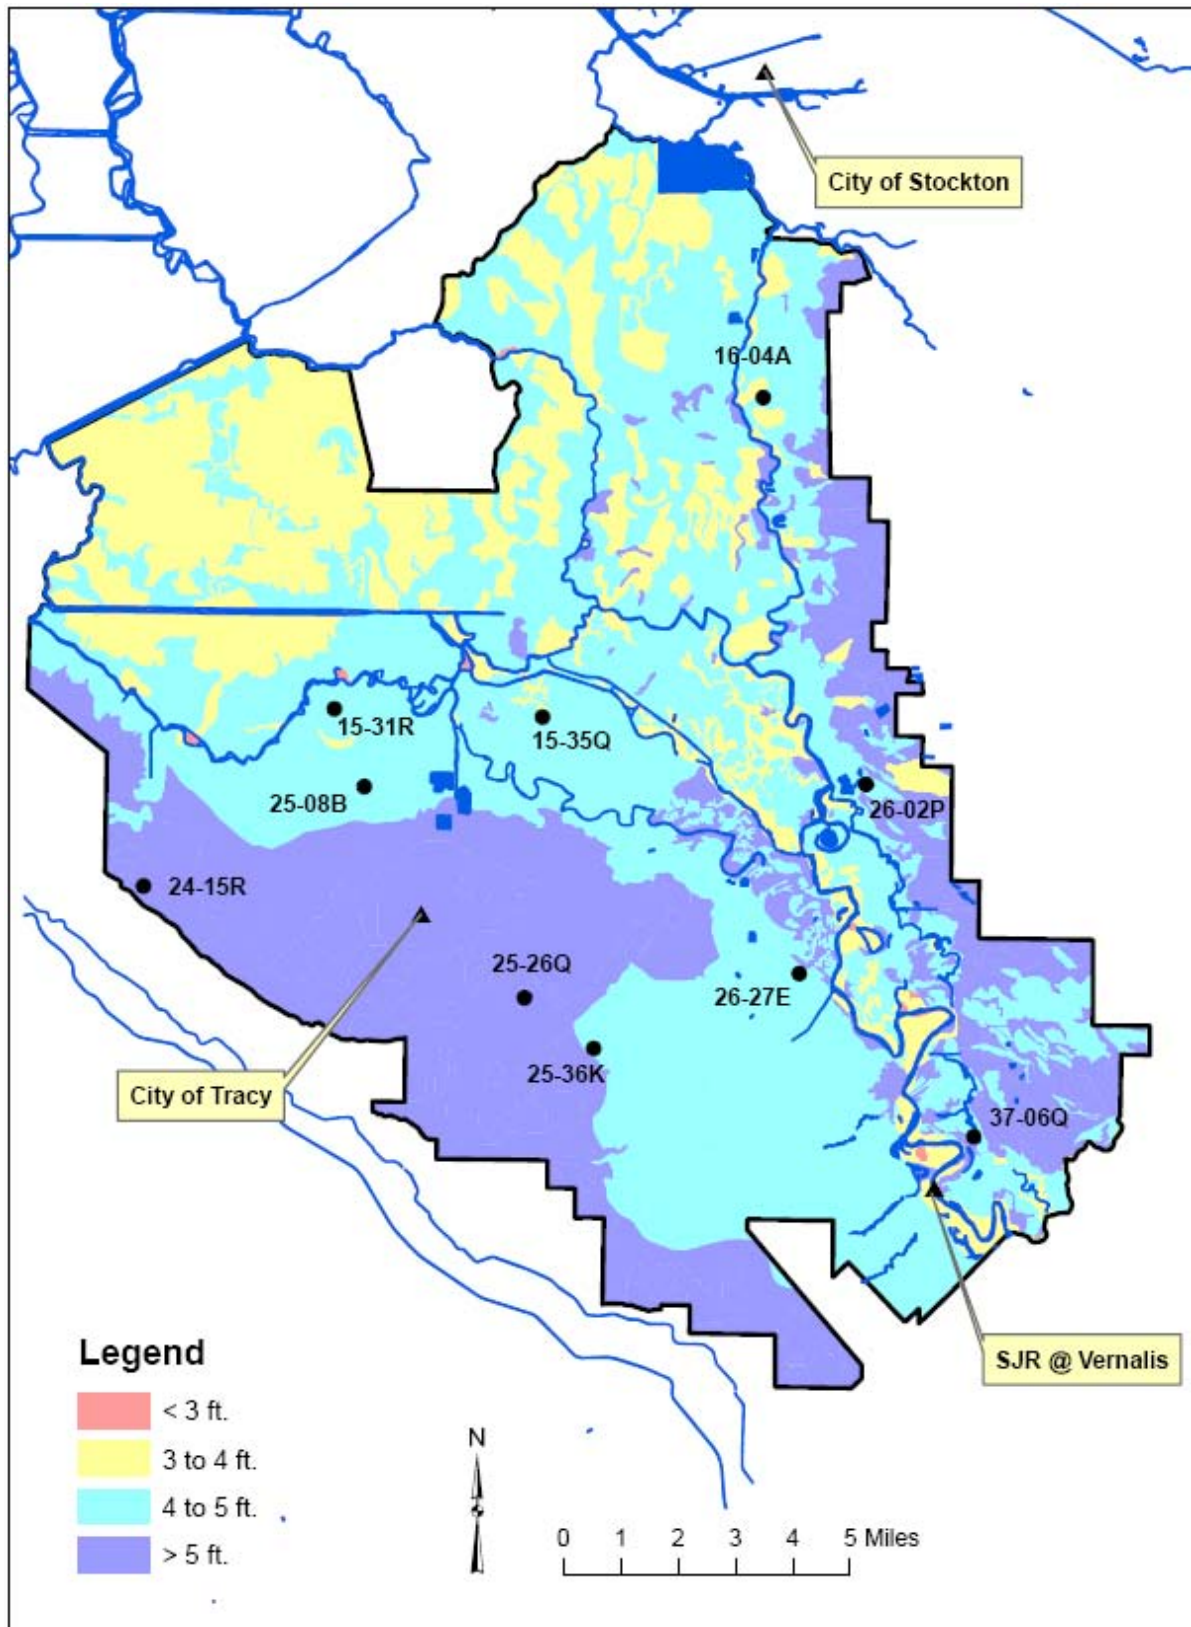 City of Stockton
16-04A
15-31R
15-35Q
25-08B
26-02P
24-15R
25-26Q
26-27E
25-36K
City of Tracy
37-06Q
SJR @ Vernalis
Legend
< 3 ft.
3 to 4 ft.
4 to 5 ft.
> 5 ft.
N
0 1 2 3 4 5 Miles